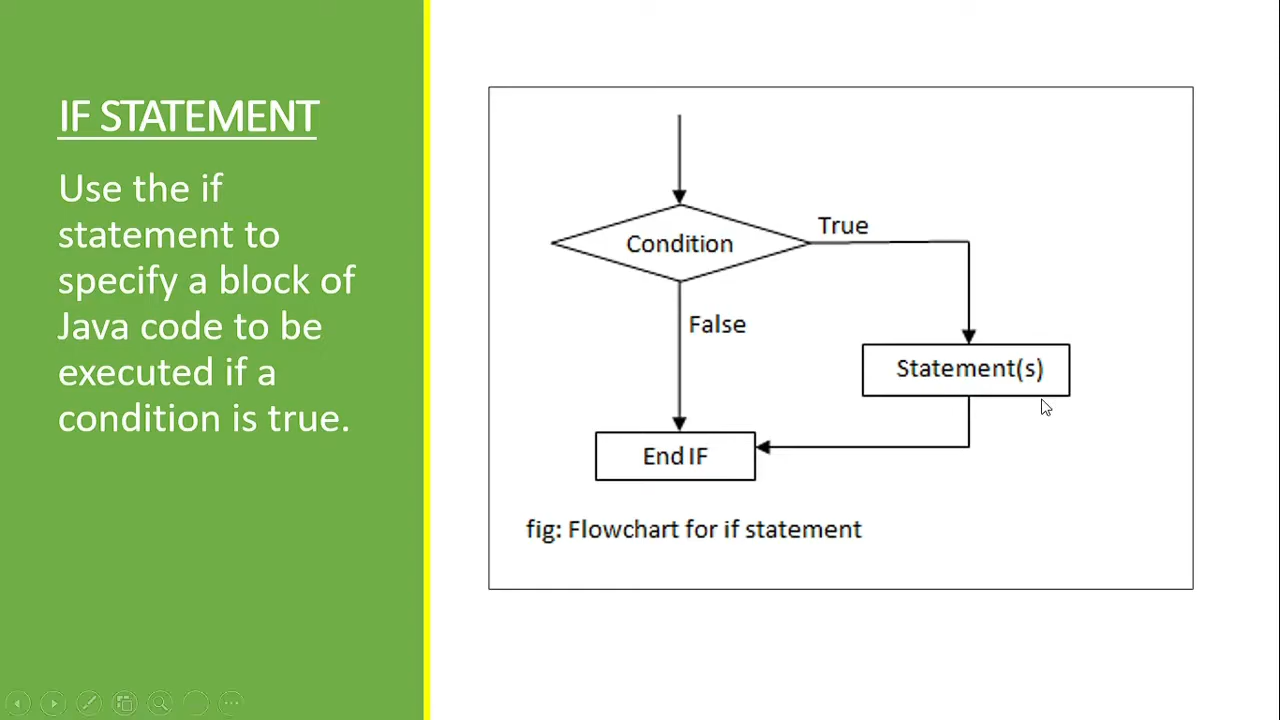 IF STATEMENT
Use the if
statement to
specify a block of
Java code to be
executed if a
condition is true.
Condition
True
False
Statement(s)
End IF
fig: Flowchart for if statement